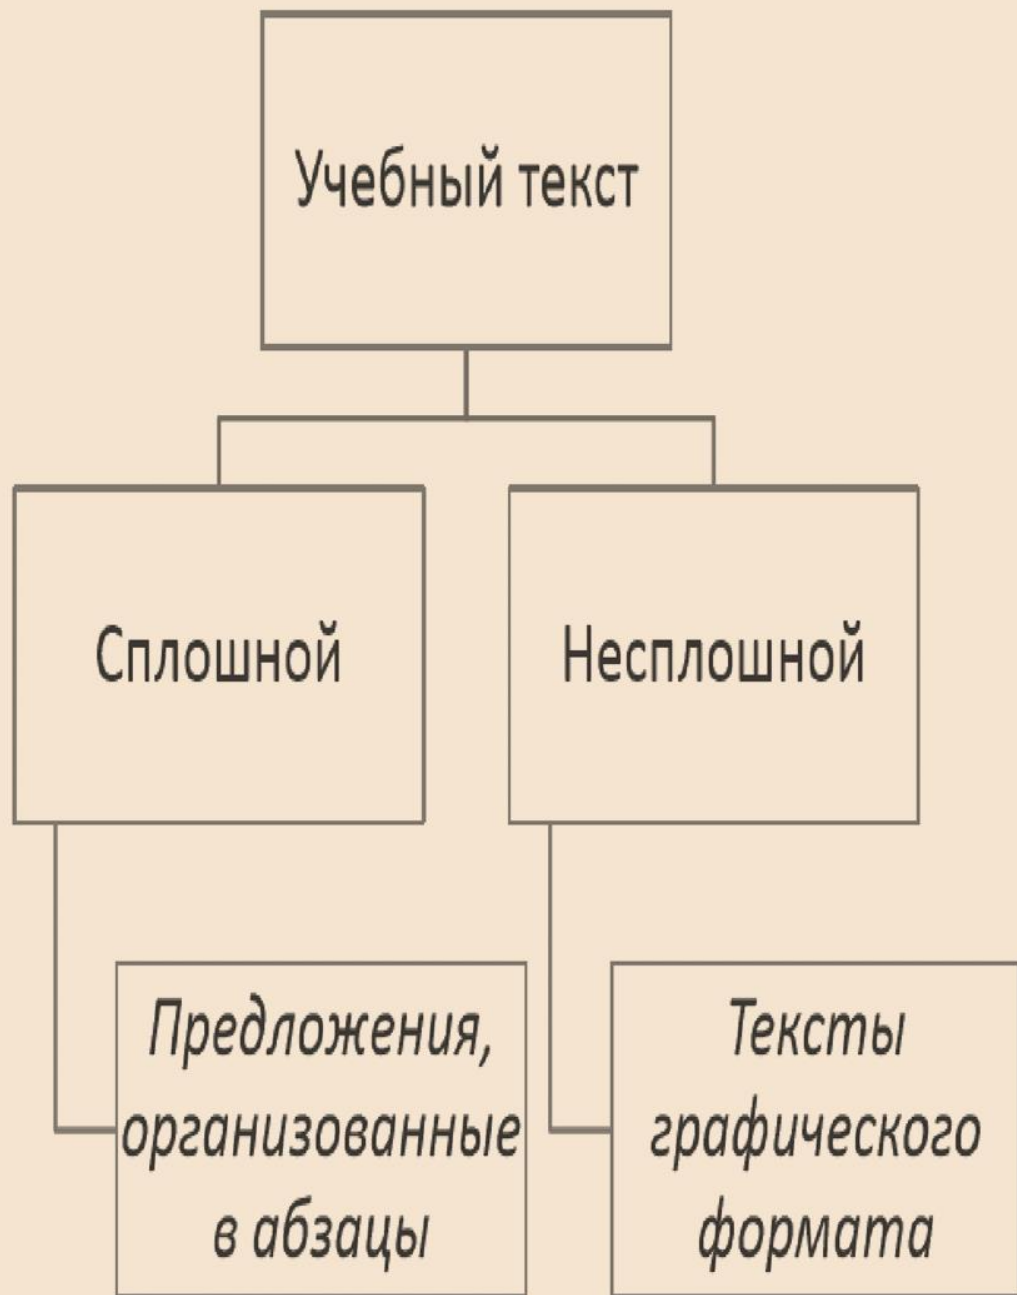 Учебный текст
Сплошной
Несплошной
Предложения,
организованные
в абзацы
Тексты
графического
формата